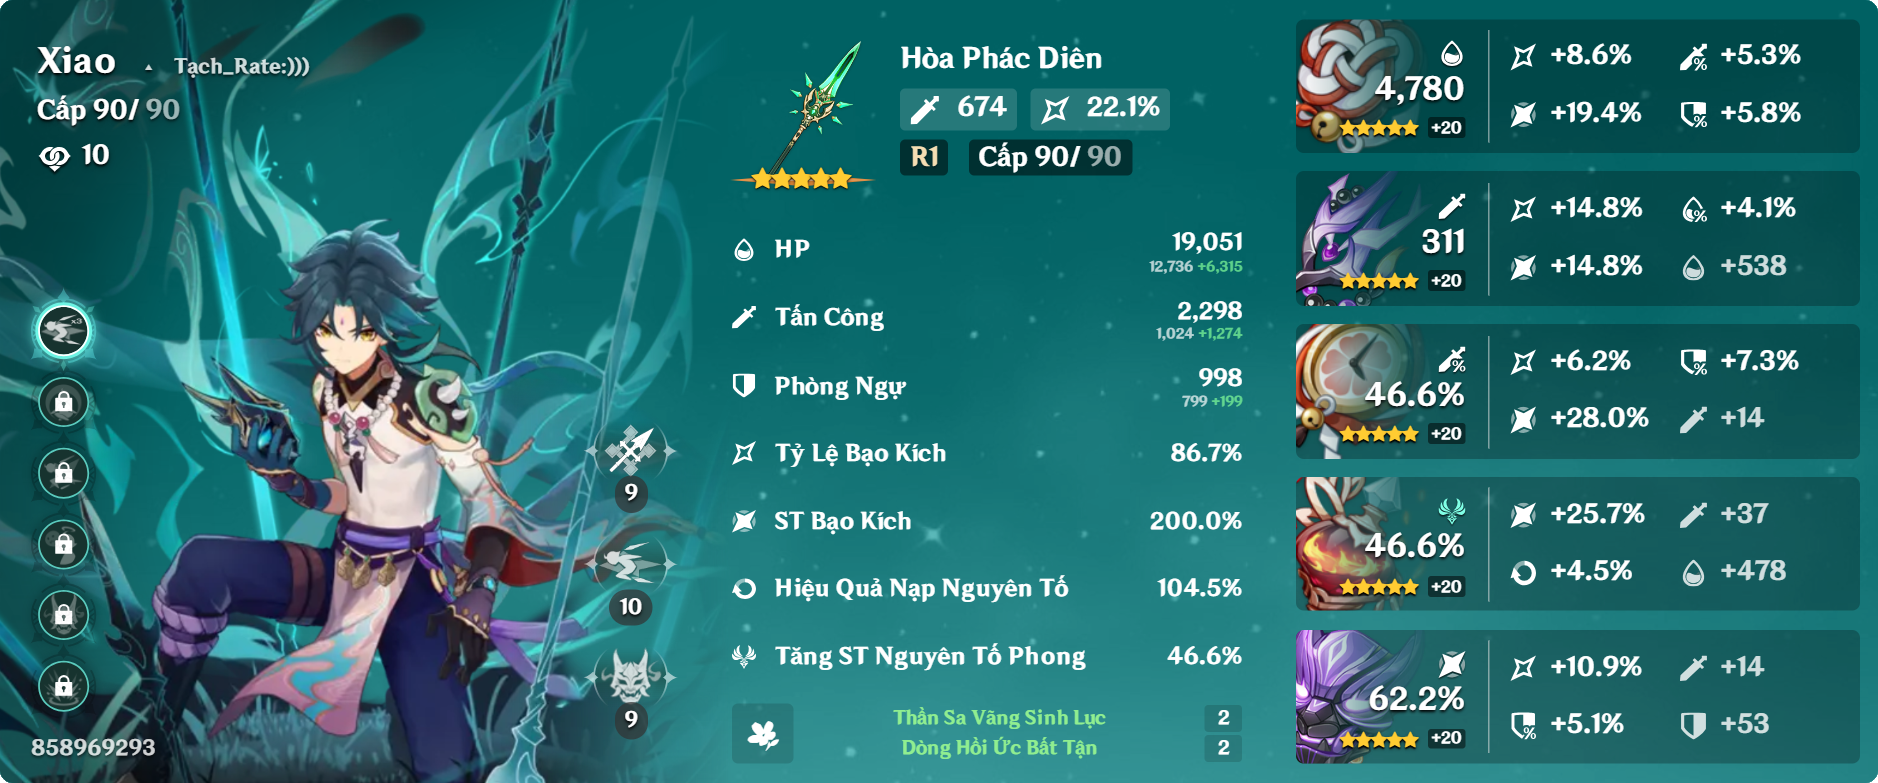 Xiao Tạch_Rate:)))
Cấp 90/ 90
10
x3
9
10
9
858969293
Hòa Phác Diên
674 22.1%
R1 Cấp 90/ 90
HP 19,051
12,736 +6,315
Tấn Công 2,298
1,024 +1,274
Phòng Ngự 998
799 +199
Tỷ Lệ Bạo Kích 86.7%
ST Bạo Kích 200.0%
Hiệu Quả Nạp Nguyên Tố 104.5%
Tăng ST Nguyên Tố Phong 46.6%
Thần Sa Vãng Sinh Lục 2
Dòng Hồi Ức Bất Tận 2
4,780
+20
+8.6% +5.3%
+19.4% +5.8%
311
+20
+14.8% +4.1%
+14.8% +538
46.6%
+20
+6.2% +7.3%
+28.0% +14
46.6%
+20
+25.7% +37
+4.5% +478
62.2%
+20
+10.9% +14
+5.1% +53